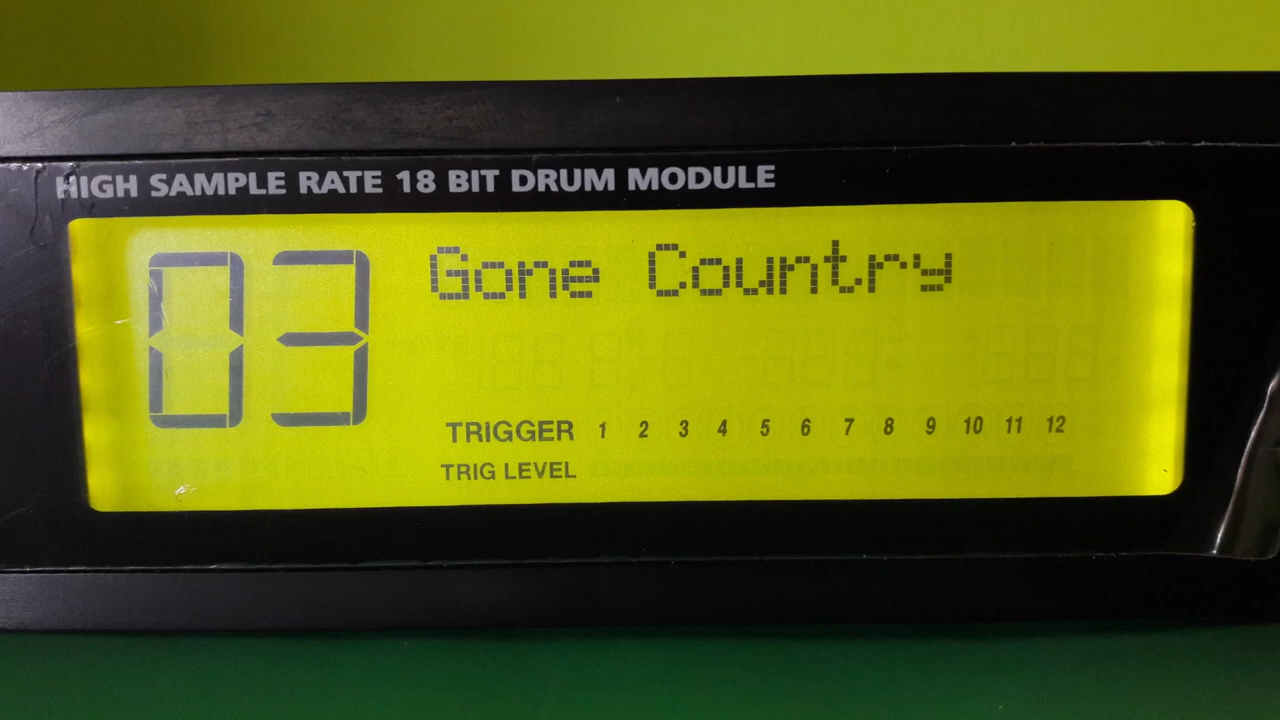 HIGH SAMPLE RATE 18 BIT DRUM MODULE
03 Gone Country
TRIGGER 1 2 3 4 5 6 7 8 9 10 11 12
TRIG LEVEL